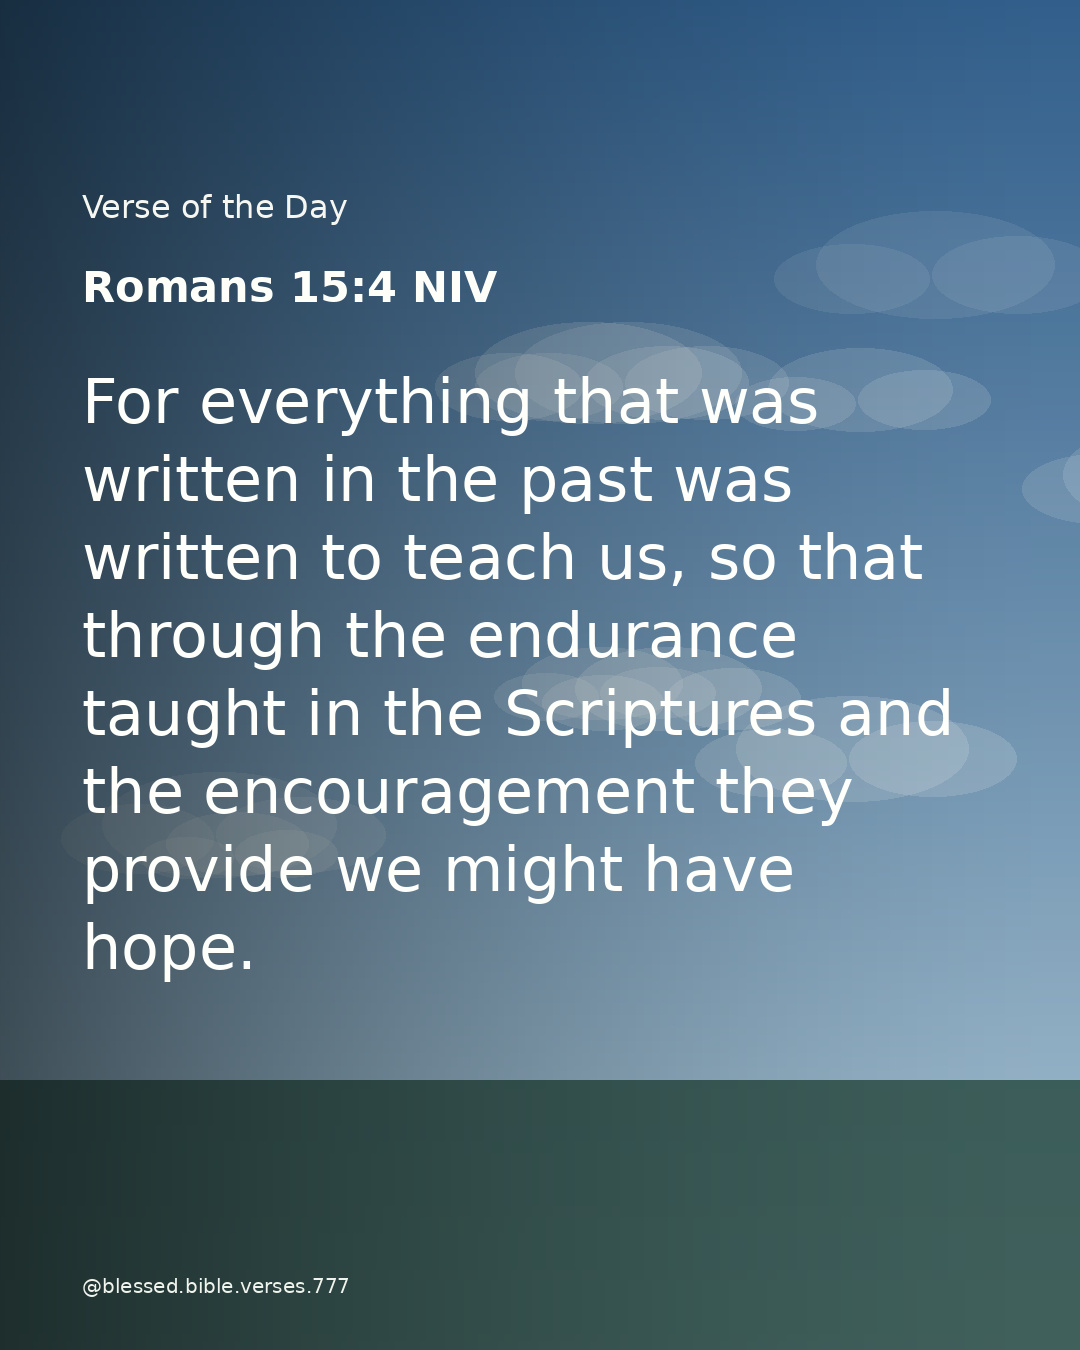 Verse of the Day
Romans 15:4 NIV
For everything that was
written in the past was
written to teach us, so that
through the endurance
taught in the Scriptures and
the encouragement they
provide we might have
hope.
@blessed.bible.verses.777